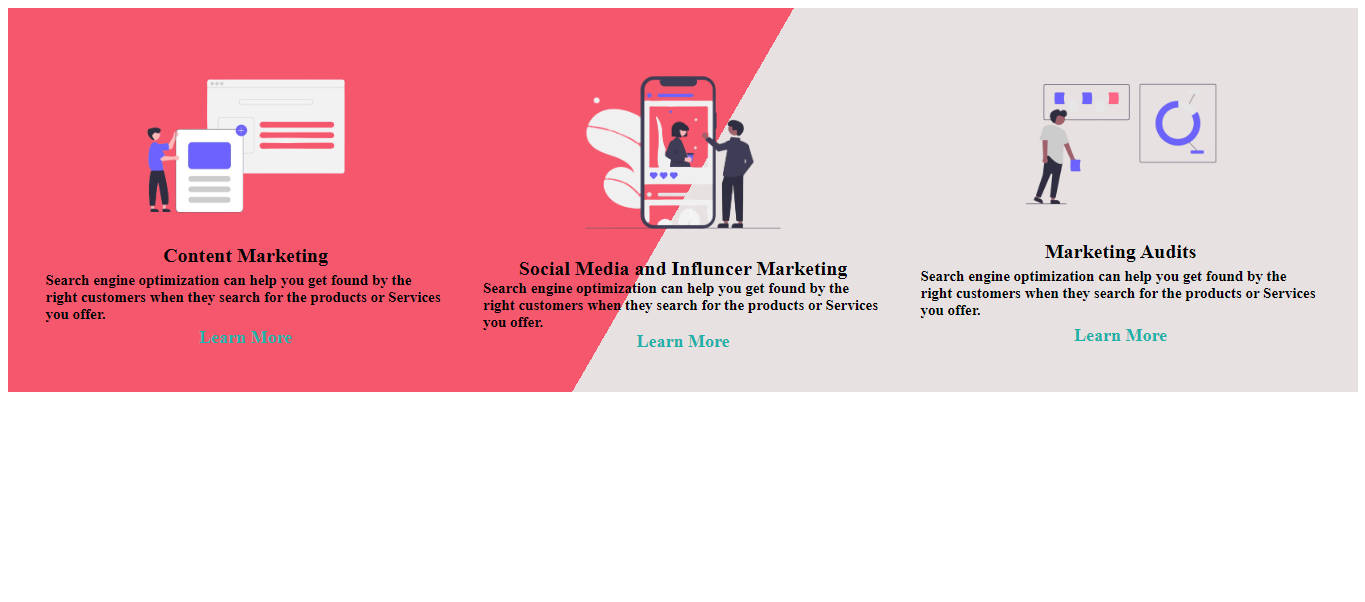 Content Marketing
Search engine optimization can help you get found by the
right customers when they search for the products or Services
you offer.
Learn More
Social Media and Influncer Marketing
Search engine optimization can help you get found by the
right customers when they search for the products or Services
you offer.
Learn More
Marketing Audits
Search engine optimization can help you get found by the
right customers when they search for the products or Services
you offer.
Learn More